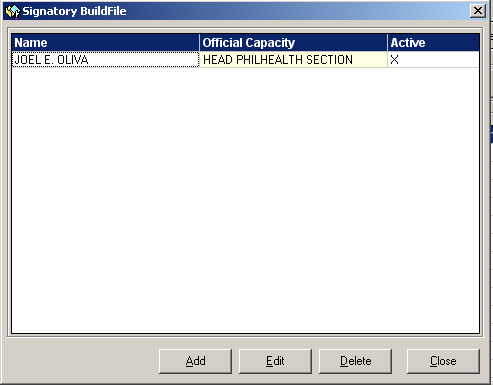 Signatory BuildFile
Name Official Capacity Active
JOEL E. OLIVA HEAD PHILHEALTH SECTION X
Add Edit Delete Close